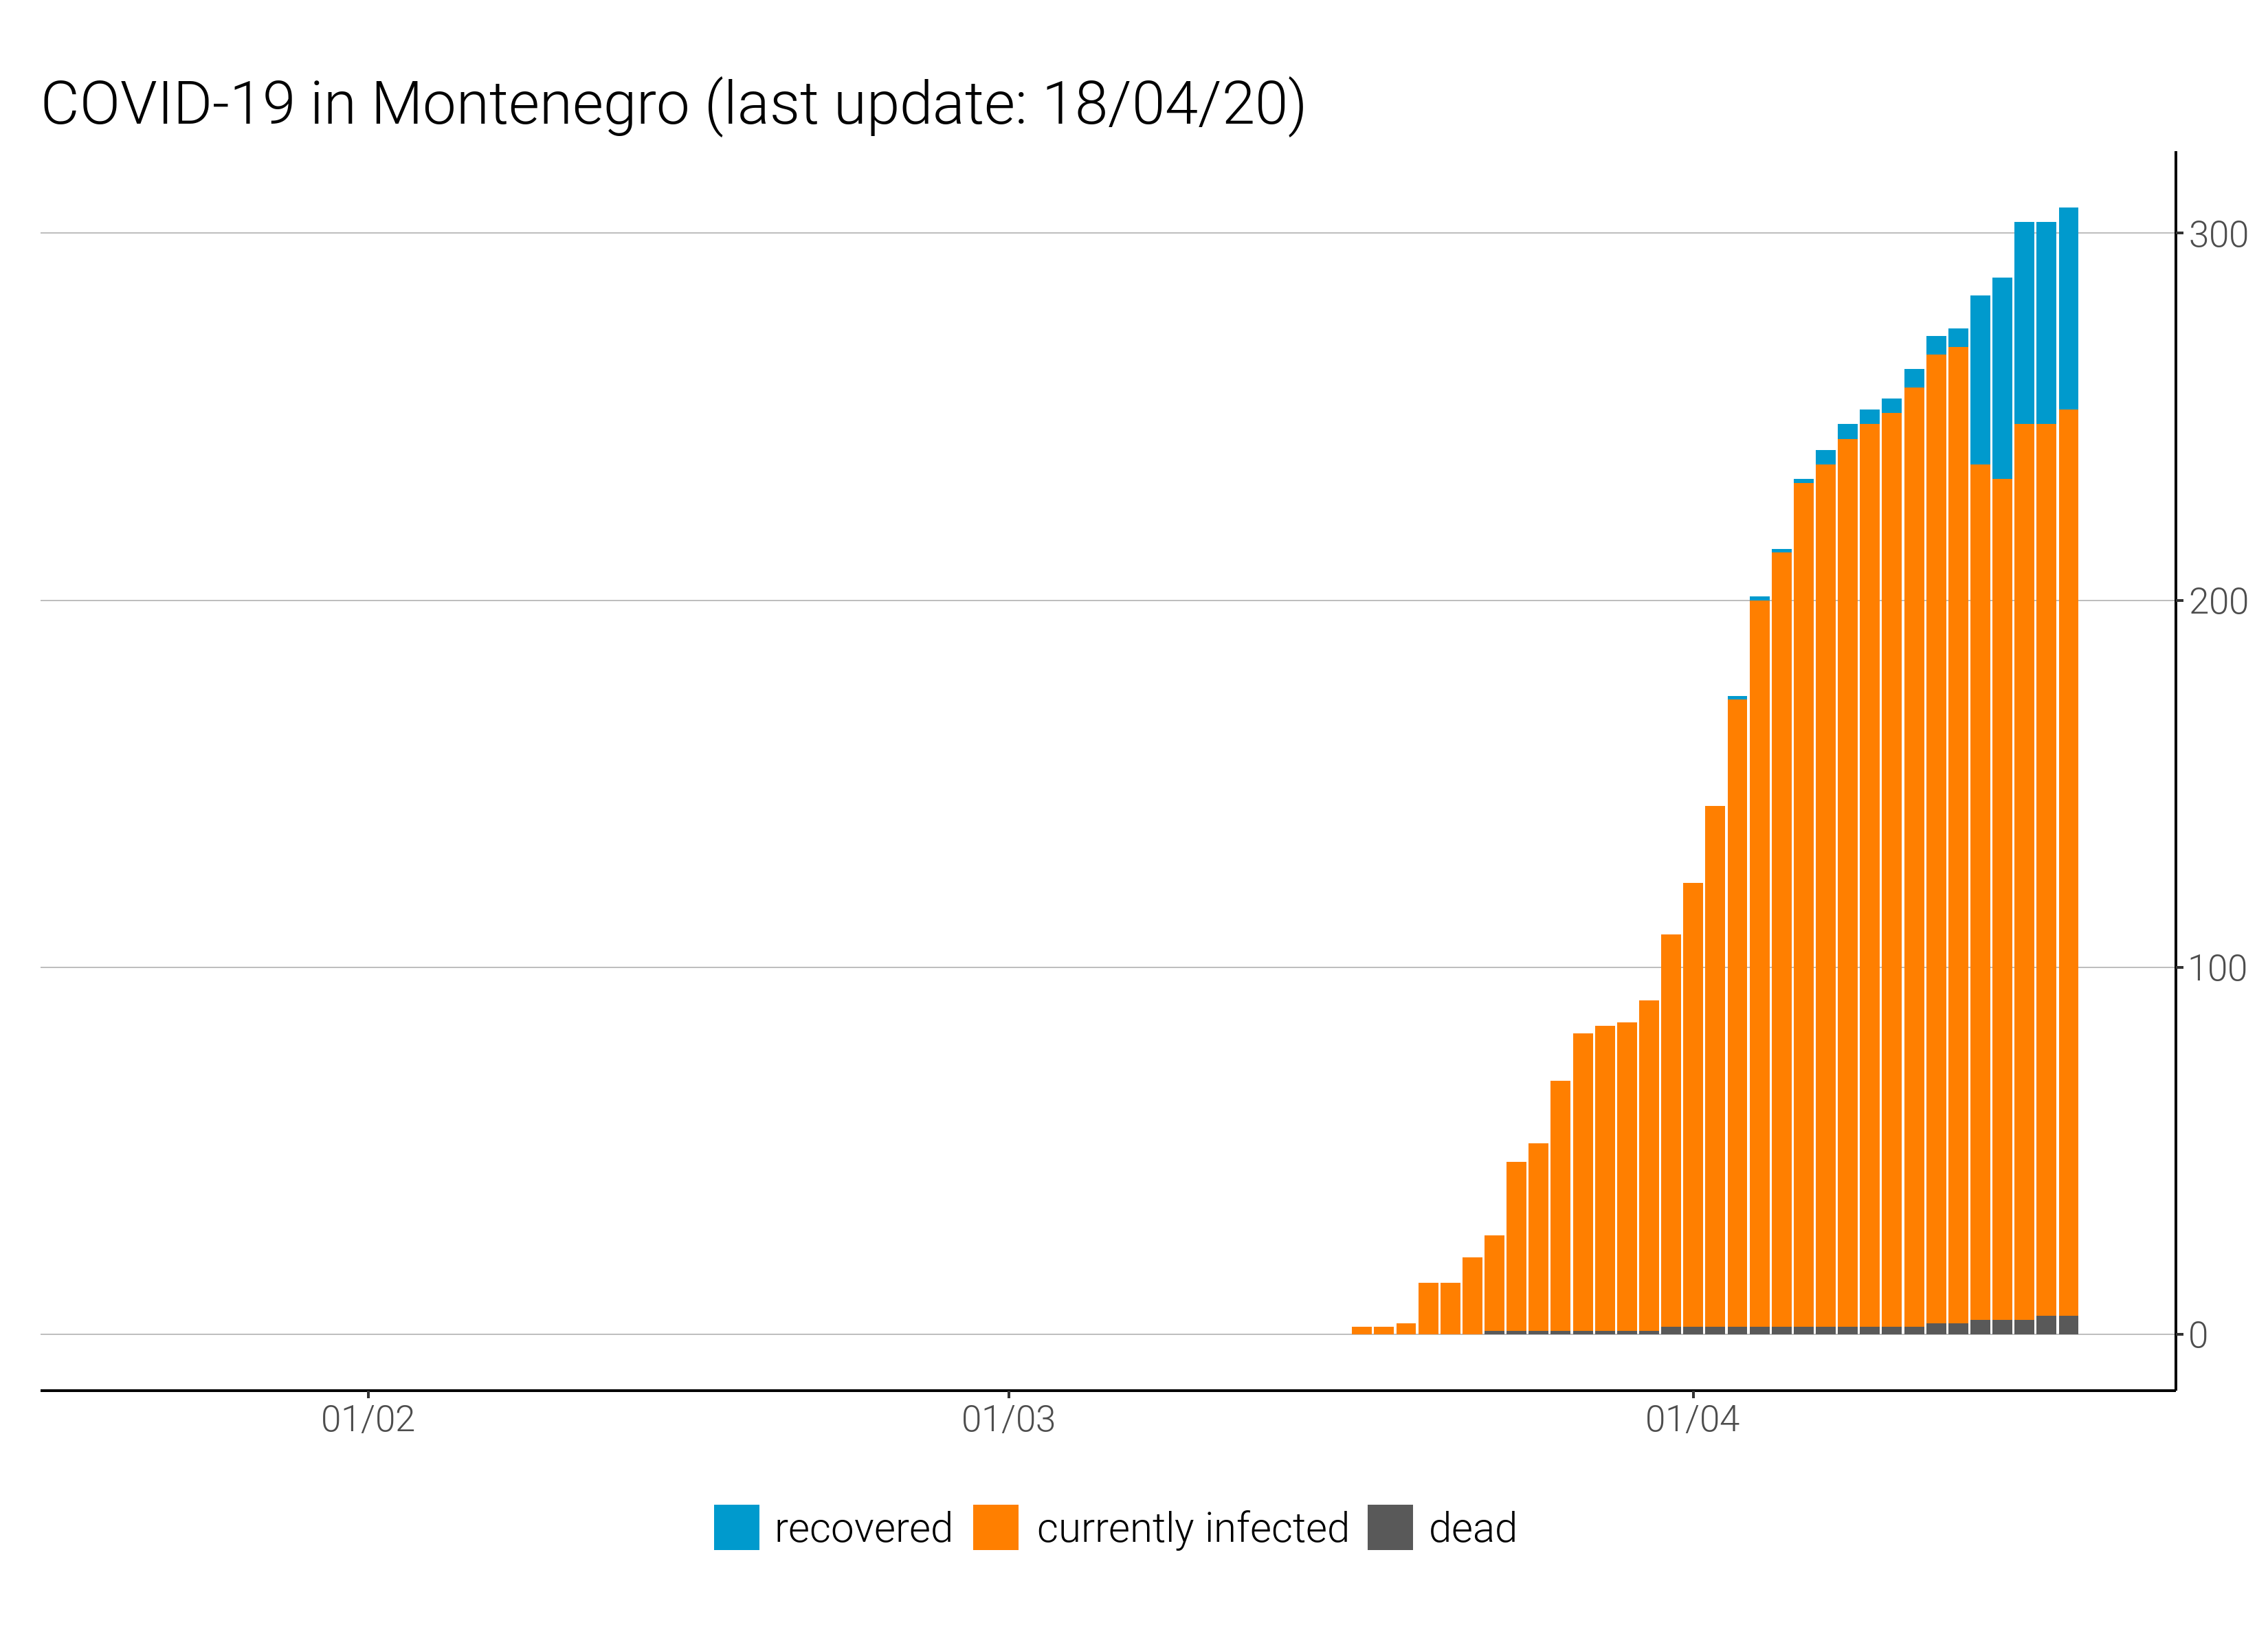 COVID-19 in Montenegro (last update: 18/04/20)
300
200
100
0
01/02 01/03 01/04
recovered currently infected dead